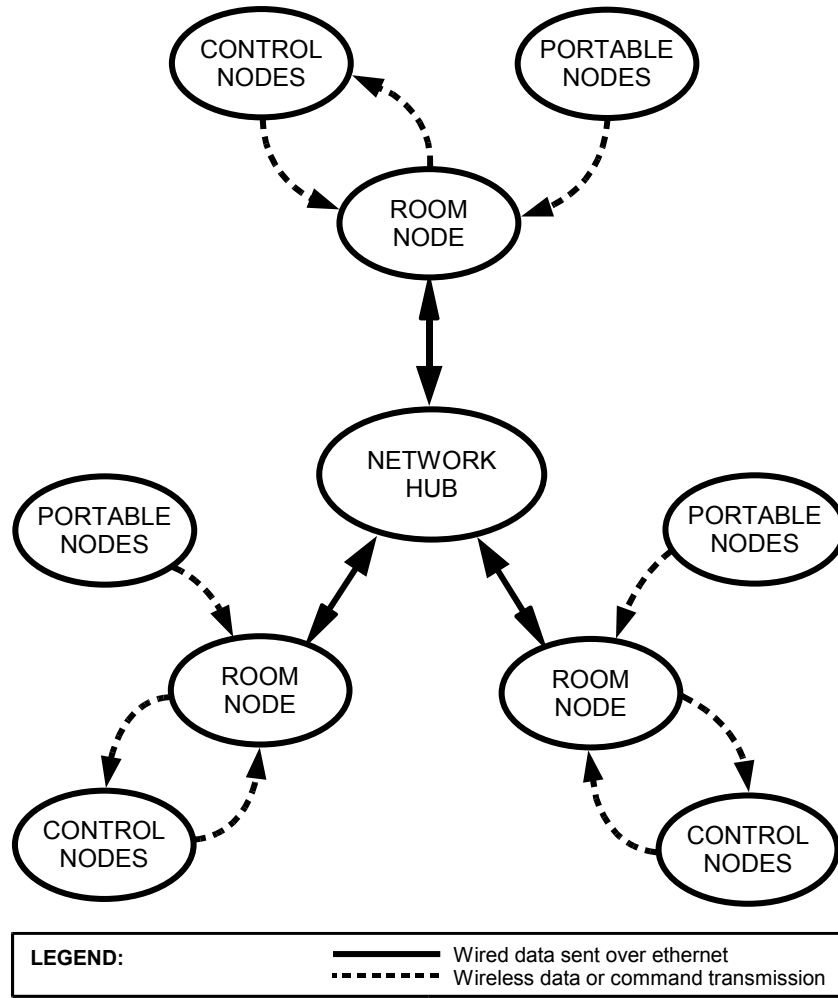 CONTROL
NODES
PORTABLE
NODES
ROOM
NODE
NETWORK
HUB
PORTABLE
NODES
PORTABLE
NODES
ROOM
NODE
ROOM
NODE
CONTROL
NODES
CONTROL
NODES
LEGEND:
Wired data sent over ethernet
Wireless data or command transmission